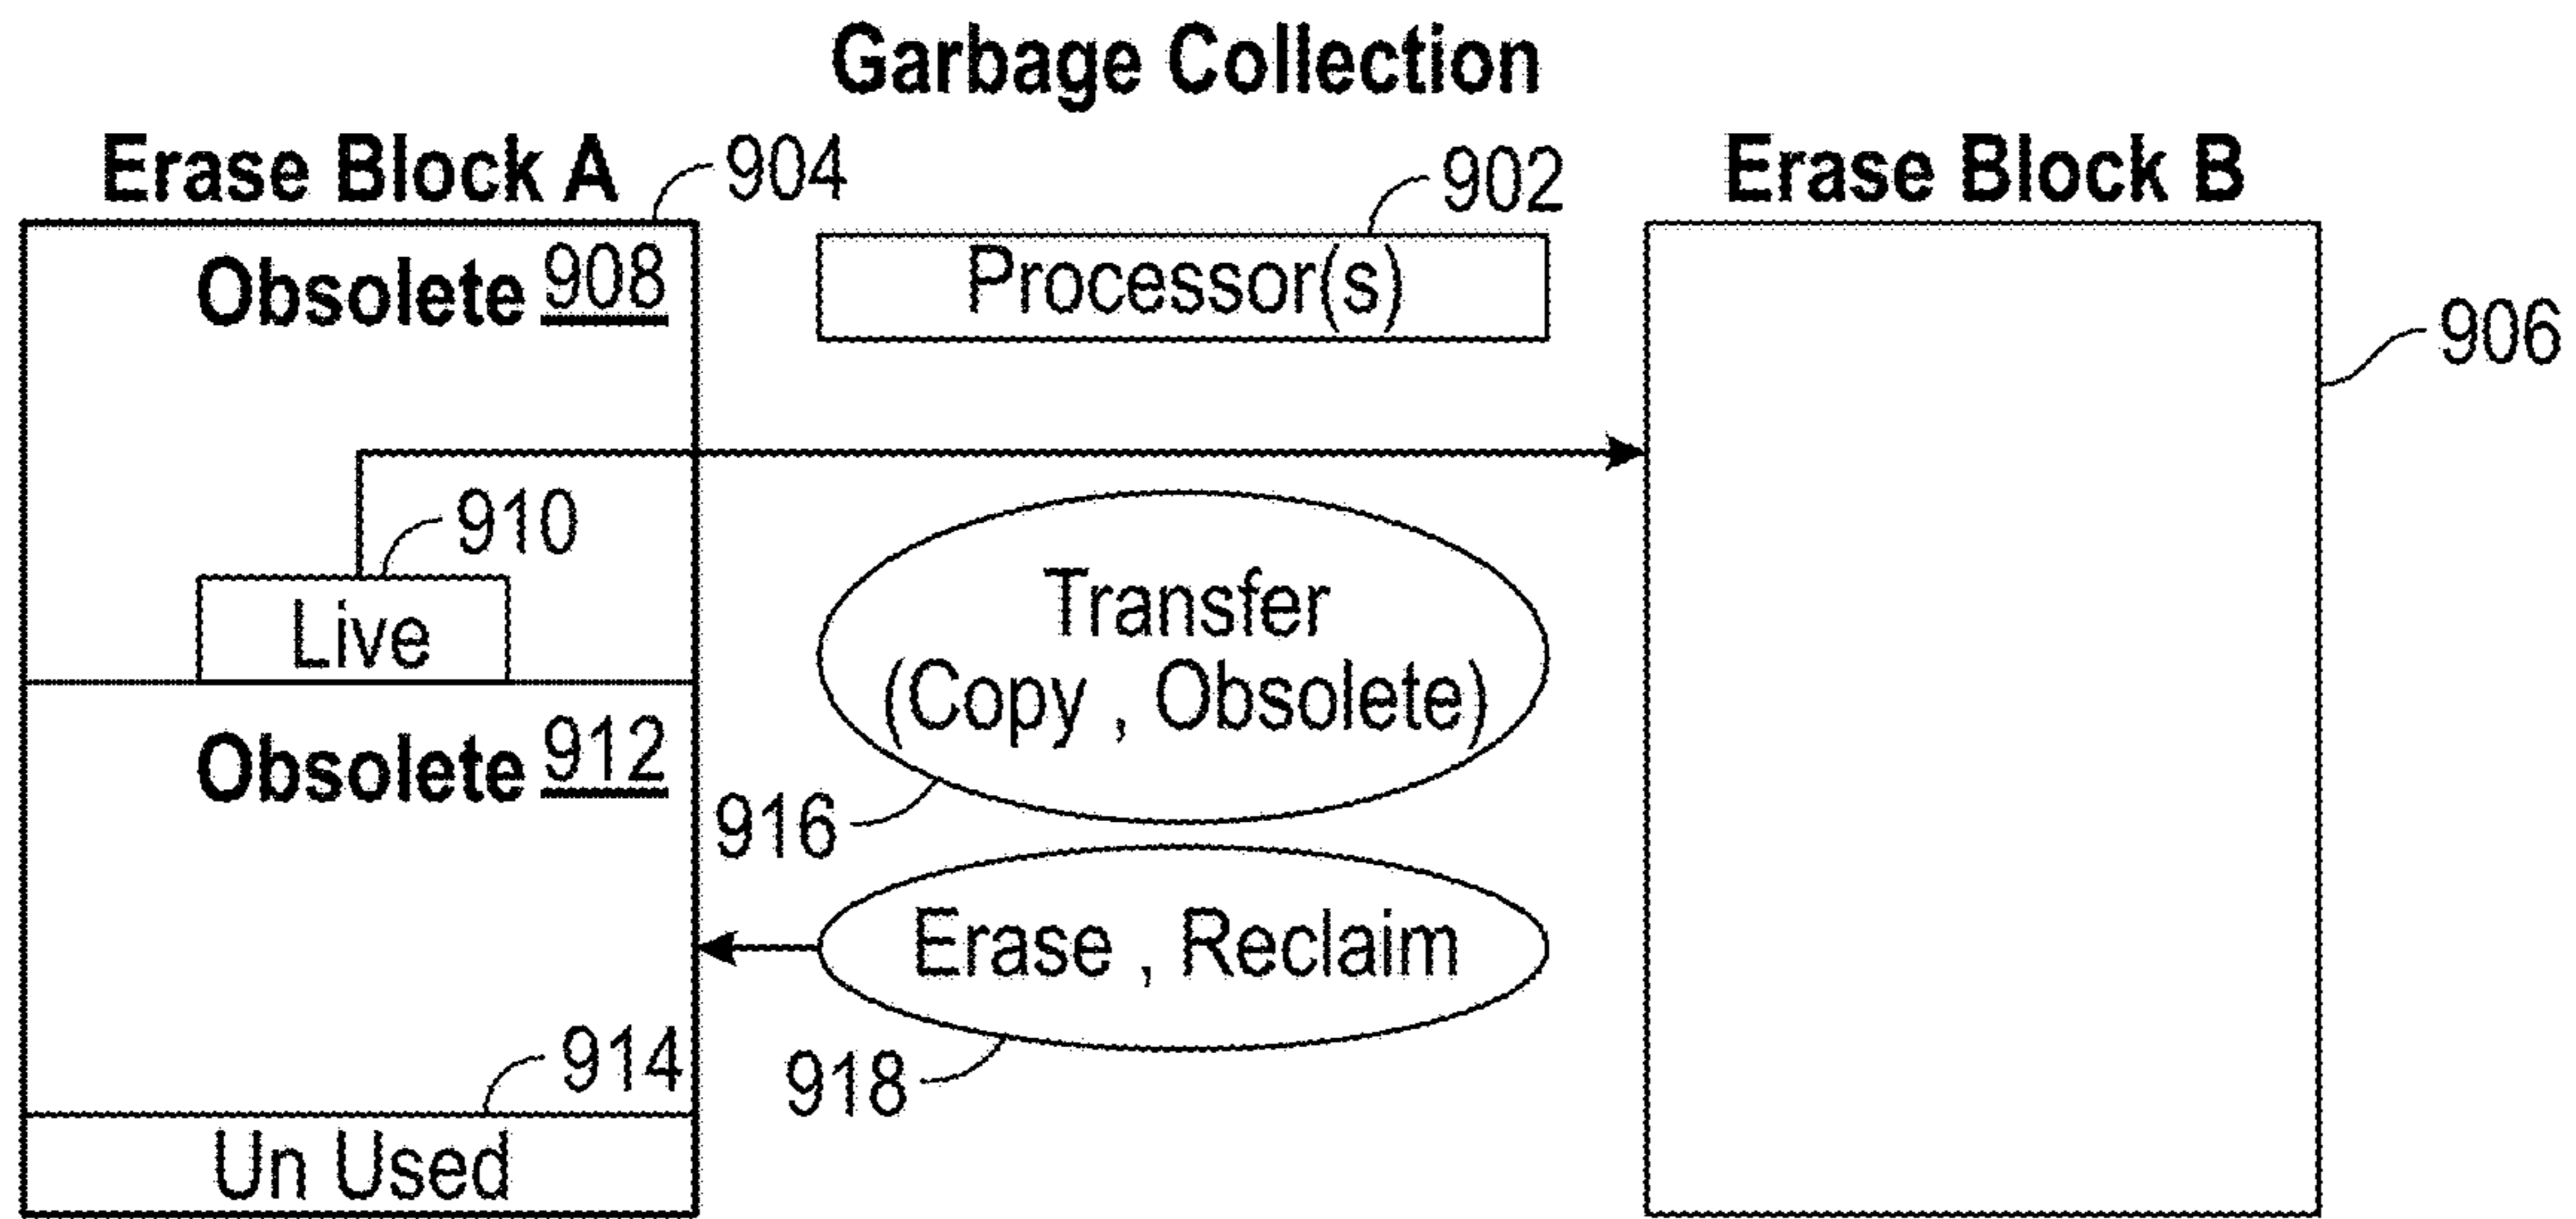 Garbage Collection
Erase Block A
904
902
Erase Block B
Obsolete 908
Processor(s)
906
910
Live
Transfer
(Copy , Obsolete)
Obsolete 912
916
Erase , Reclaim
914
918
Un Used